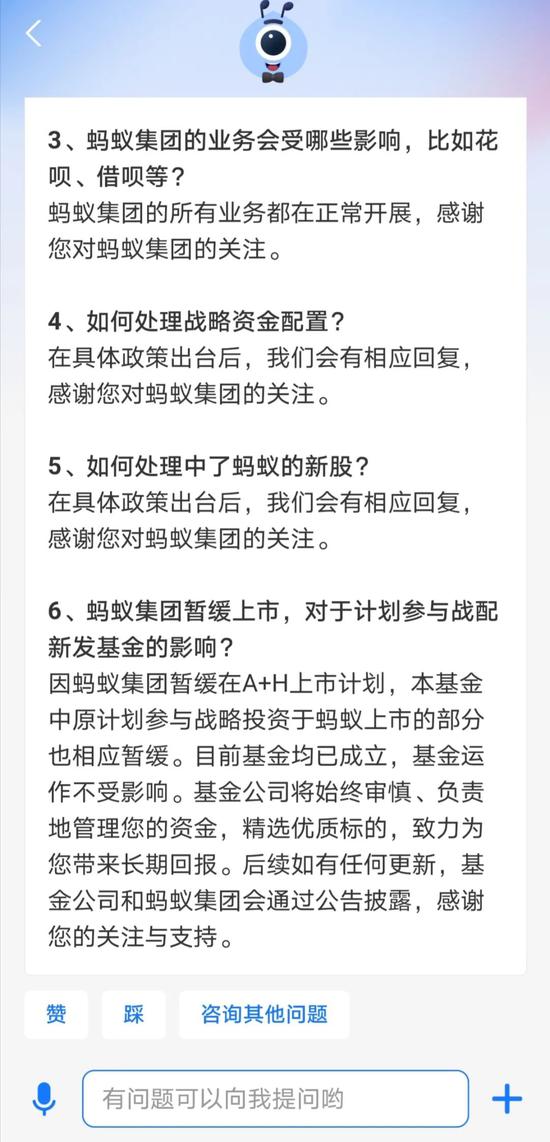 3、蚂蚁集团的业务会受哪些影响，比如花
呗、借呗等？
蚂蚁集团的所有业务都在正常开展，感谢
您对蚂蚁集团的关注。
4、如何处理战略资金配置？
在具体政策出台后，我们会有相应回复，
感谢您对蚂蚁集团的关注。
5、如何处理中了蚂蚁的新股？
在具体政策出台后，我们会有相应回复，
感谢您对蚂蚁集团的关注。
6、蚂蚁集团暂缓上市，对于计划参与战配
新发基金的影响？
因蚂蚁集团暂缓在A+H上市计划，本基金
中原计划参与战略投资于蚂蚁上市的部分
也相应暂缓。目前基金均已成立，基金运
作不受影响。基金公司将始终审慎、负责
地管理您的资金，精选优质标的，致力为
您带来长期回报。后续如有任何更新，基
金公司和蚂蚁集团会通过公告披露，感谢
您的关注与支持。
赞 踩 咨询其他问题
有问题可以向我提问哟